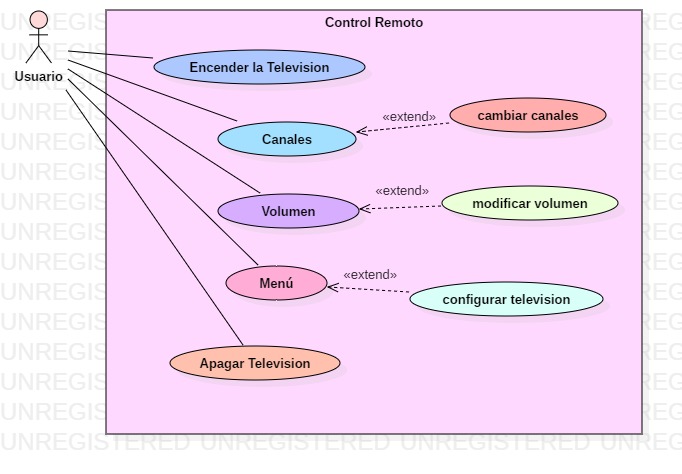 Control Remoto
Usuario
Encender la Television
«extend»
cambiar canales
Canales
«extend»
modificar volumen
Volumen
«extend»
Menú
configurar television
Apagar Television
UNREGISTERED UNREGISTERED UNREGISTERED